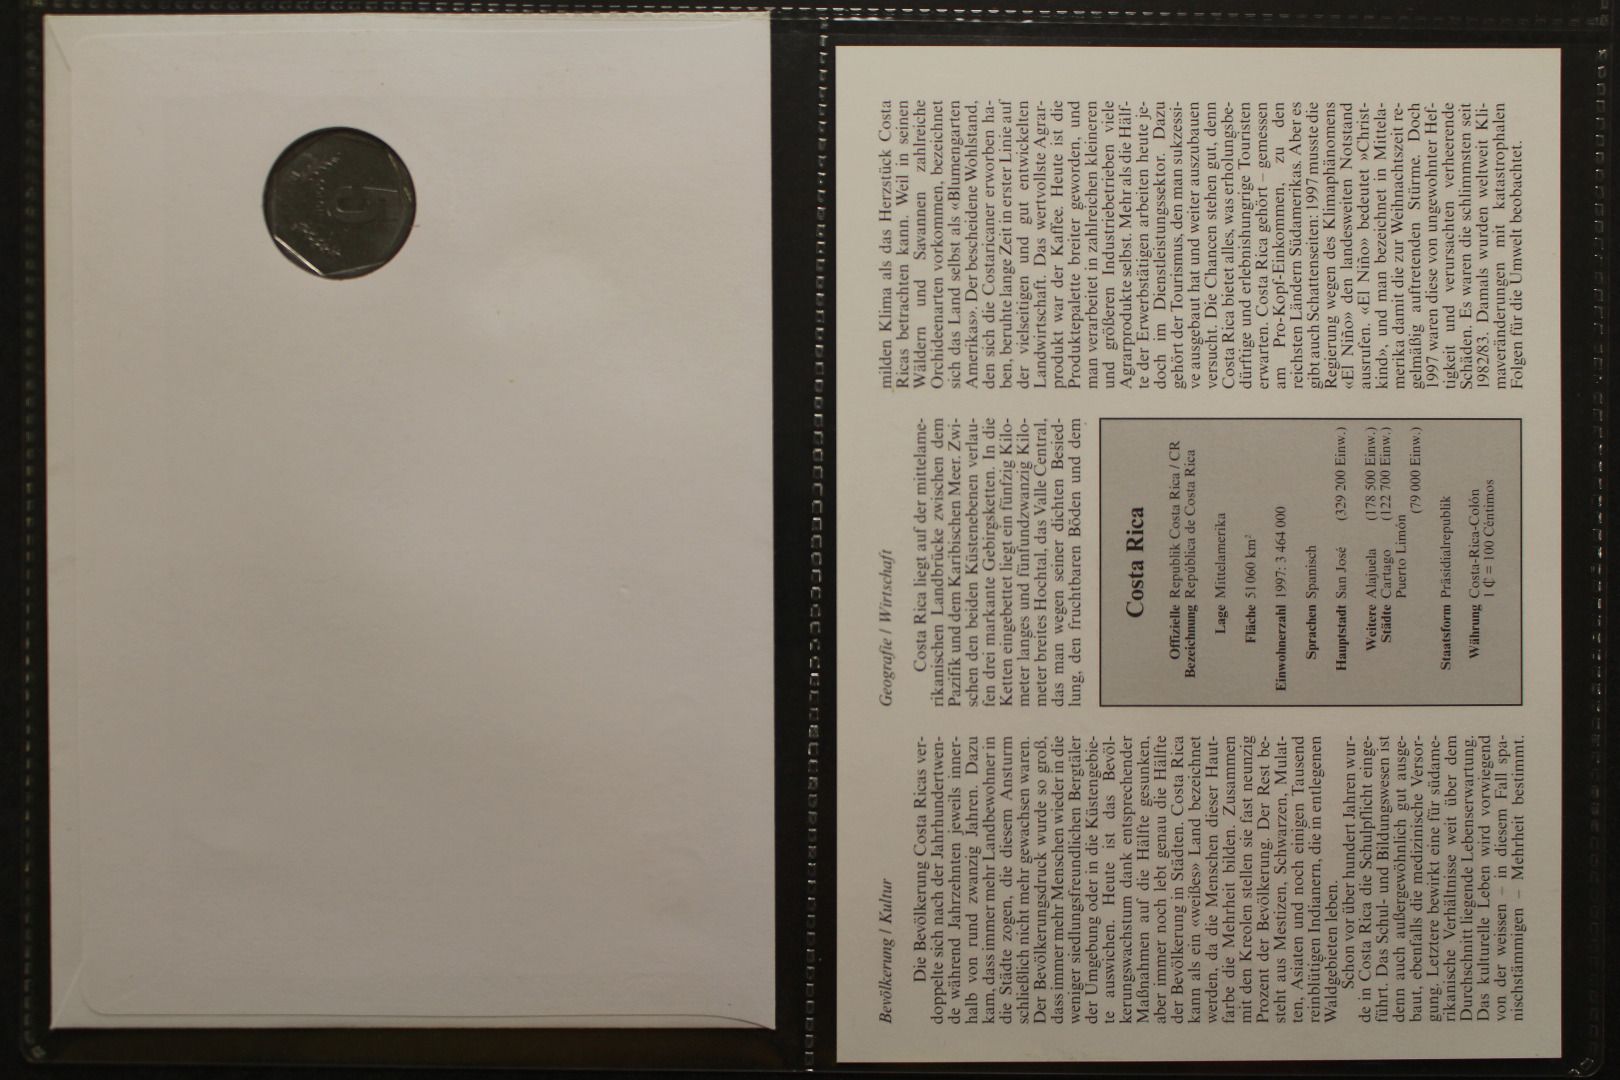 5
Bevölkerung / Kultur
Die Bevölkerung Costa Ricas ver-
doppelte sich nach der Jahrhundertwen-
de während Jahrzehnten jeweils inner-
halb von rund zwanzig Jahren. Dazu
kam, dass immer mehr Landbewohner in
die Städte zogen, die diesem Ansturm
schließlich nicht mehr gewachsen waren.
Der Bevölkerungsdruck wurde so groß,
dass immer mehr Menschen wieder in die
weniger siedlungsfreundlichen Bergtäler
der Umgebung oder in die Küstengebie-
te auswichen. Heute ist das Bevöl-
kerungswachstum dank entsprechender
Maßnahmen auf die Hälfte gesunken,
aber immer noch lebt genau die Hälfte
der Bevölkerung in Städten. Costa Rica
kann als ein «weißes» Land bezeichnet
werden, da die Menschen dieser Haut-
farbe die Mehrheit bilden. Zusammen
mit den Kreolen stellen sie fast neunzig
Prozent der Bevölkerung. Der Rest be-
steht aus Mestizen, Schwarzen, Mulat-
ten, Asiaten und noch einigen Tausend
reinblütigen Indianern, die in entlegenen
Waldgebieten leben.
Schon vor über hundert Jahren wur-
de in Costa Rica die Schulpflicht einge-
führt. Das Schul- und Bildungswesen ist
denn auch außergewöhnlich gut ausge-
baut, ebenfalls die medizinische Versor-
gung. Letztere bewirkt eine für südame-
rikanische Verhältnisse weit über dem
Durchschnitt liegende Lebenserwartung.
Das kulturelle Leben wird vorwiegend
von der weissen – in diesem Fall spa-
nischstämmigen – Mehrheit bestimmt.
Geografie / Wirtschaft
Costa Rica liegt auf der mittelame-
rikanischen Landbrücke zwischen dem
Pazifik und dem Karibischen Meer. Zwi-
schen den beiden Küstenebenen verlau-
fen drei markante Gebirgsketten. In die
Ketten eingebettet liegt ein fünfzig Kilo-
meter langes und fünfundzwanzig Kilo-
meter breites Hochtal, das Valle Central,
das man wegen seiner dichten Besied-
lung, den fruchtbaren Böden und dem
Costa Rica
Offizielle Republik Costa Rica / CR
Bezeichnung República de Costa Rica
Lage Mittelamerika
Fläche 51 060 km²
Einwohnerzahl 1997: 3 464 000
Sprachen Spanisch
Hauptstadt San José (329 200 Einw.)
Weitere Alajuela (178 500 Einw.)
Städte Cartago (122 700 Einw.)
Puerto Limón
(79 000 Einw.)
Staatsform Präsidialrepublik
Währung Costa-Rica-Colón
1 ₡ = 100 Céntimos
milden Klima als das Herzstück Costa
Ricas betrachten kann. Weil in seinen
Wäldern und Savannen zahlreiche
Orchideenarten vorkommen, bezeichnet
sich das Land selbst als «Blumengarten
Amerikas». Der bescheidene Wohlstand,
den sich die Costaricaner erworben ha-
ben, beruhte lange Zeit in erster Linie auf
der vielseitigen und gut entwickelten
Landwirtschaft. Das wertvollste Agrar-
produkt war der Kaffee. Heute ist die
Produktepalette breiter geworden, und
man verarbeitet in zahlreichen kleineren
und größeren Industriebetrieben viele
Agrarprodukte selbst. Mehr als die Hälf-
te der Erwerbstätigen arbeiten heute je-
doch im Dienstleistungssektor. Dazu
gehört der Tourismus, den man sukzessi-
ve ausgebaut hat und weiter auszubauen
versucht. Die Chancen stehen gut, denn
Costa Rica bietet alles, was erholungsbe-
dürftige und erlebnishungrige Touristen
erwarten. Costa Rica gehört – gemessen
am Pro-Kopf-Einkommen, zu den
reichsten Ländern Südamerikas. Aber es
gibt auch Schattenseiten: 1997 musste die
Regierung wegen des Klimaphänomens
«El Niño» den landesweiten Notstand
ausrufen. «El Niño» bedeutet »Christ-
kind», und man bezeichnet in Mittela-
merika damit die zur Weihnachtszeit re-
gelmäßig auftretenden Stürme. Doch
1997 waren diese von ungewohnter Hef-
tigkeit und verursachten verheerende
Schäden. Es waren die schlimmsten seit
1982/83. Damals wurden weltweit Kli-
maveränderungen mit katastrophalen
Folgen für die Umwelt beobachtet.